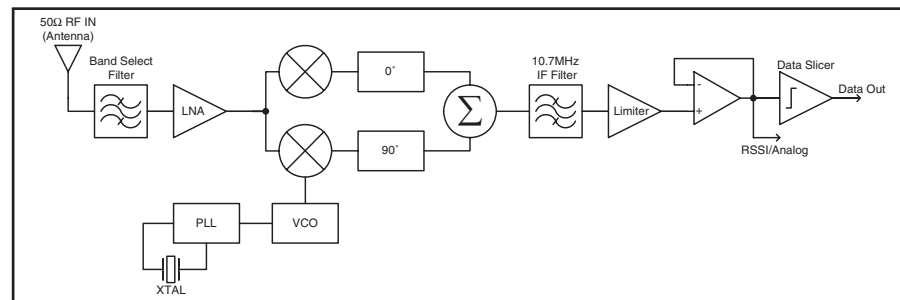 50Ω RF IN
(Antenna)
Band Select
Filter
LNA
0°
90°
Σ
10.7MHz
IF Filter
Limiter
-
+
Data Slicer
Data Out
RSSI/Analog
PLL
VCO
XTAL